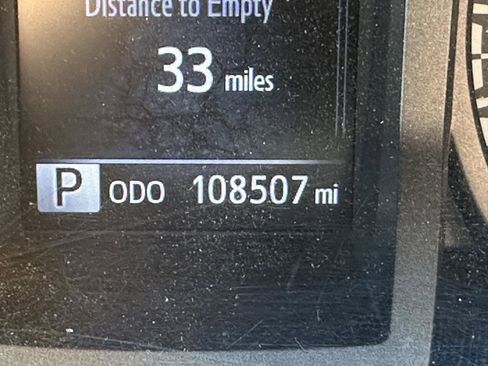 Distance to Empty
33 miles
P ODO 108507 mi